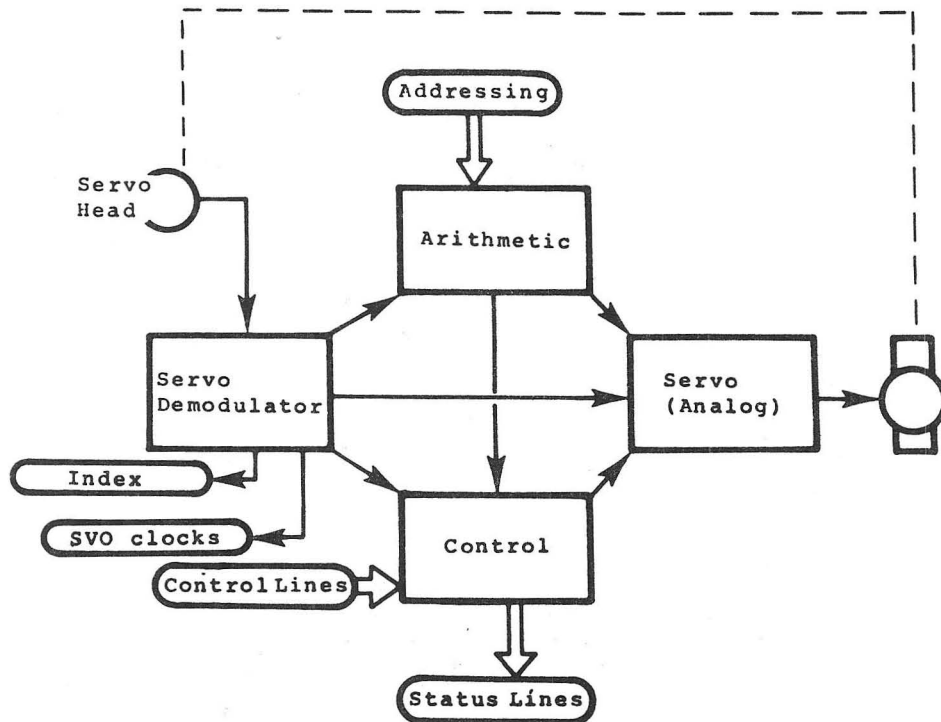 Addressing
Servo
Head
Arithmetic
Servo
Demodulator
Servo
(Analog)
Index
SVO clocks
Control
Control Lines
Status Lines